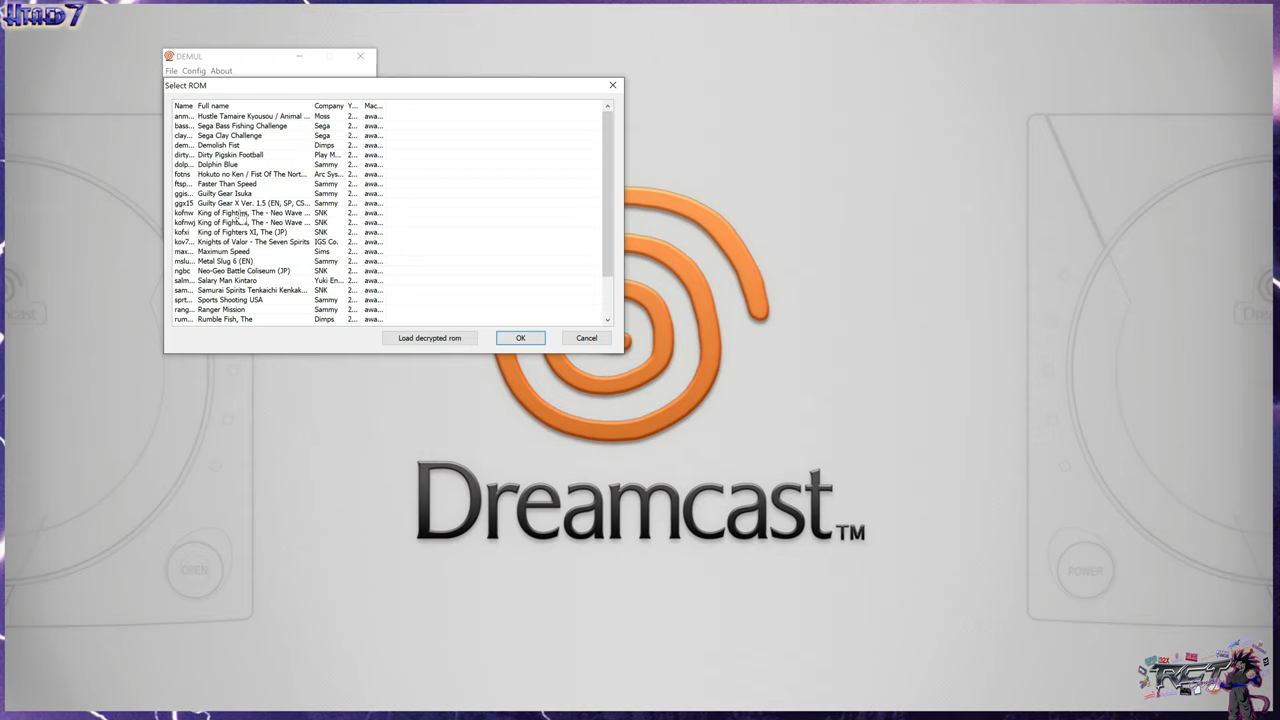 Htaed7
DEMUL
File Config About
Select ROM
Name Full name Company Y... Mac...
anm... Hustle Tamaire Kyousou / Animal ... Moss 2... awa...
bass... Sega Bass Fishing Challenge Sega 2... awa...
clay... Sega Clay Challenge Sega 2... awa...
dem... Demolish Fist Dimps 2... awa...
dirty... Dirty Pigskin Football Play M... 2... awa...
dolp... Dolphin Blue Sammy 2... awa...
fotns Hokuto no Ken / Fist Of The Nort... Arc Sys... 2... awa...
ftsp... Faster Than Speed Sammy 2... awa...
ggis... Guilty Gear Isuka Sammy 2... awa...
ggx15 Guilty Gear X Ver. 1.5 (EN, SP, CS... Sammy 2... awa...
kofnw King of Fighters, The - Neo Wave ... SNK 2... awa...
kofnwj King of Fighters, The - Neo Wave ... SNK 2... awa...
kofxi King of Fighters XI, The (JP) SNK 2... awa...
kov7... Knights of Valor - The Seven Spirits IGS Co. 2... awa...
max... Maximum Speed Sims 2... awa...
mslu... Metal Slug 6 (EN) Sammy 2... awa...
ngbc Neo-Geo Battle Coliseum (JP) SNK 2... awa...
salm... Salary Man Kintaro Yuki En... 2... awa...
sam... Samurai Spirits Tenkaichi Kenkak... SNK 2... awa...
sprt... Sports Shooting USA Sammy 2... awa...
rang... Ranger Mission Sammy 2... awa...
rum... Rumble Fish, The Dimps 2... awa...
Load decrypted rom OK Cancel
Dreamcast™
OPEN
POWER
RGT